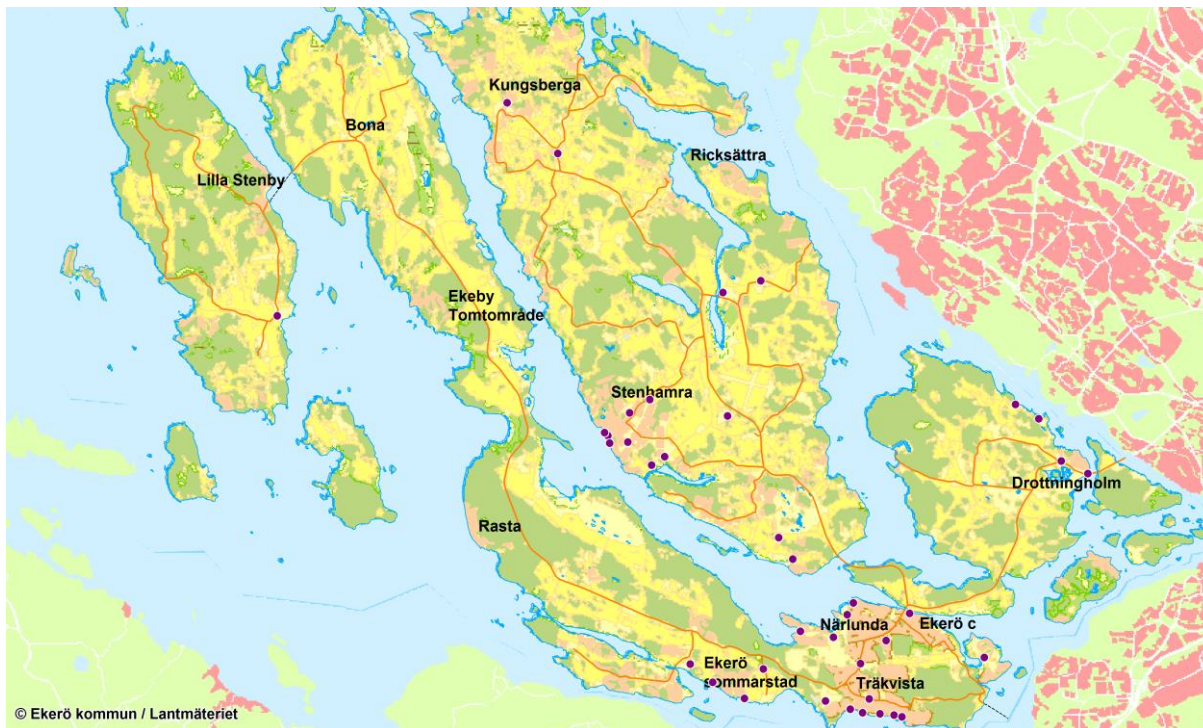 Kungsberga
Bona
Ricksättra
Lilla Stenby
Ekeby
Tomtområde
Stenhamra
Drottningholm
Rasta
Närlunda
Ekerö c
Ekerö
sommarstad
Träkvista
© Ekerö kommun / Lantmäteriet